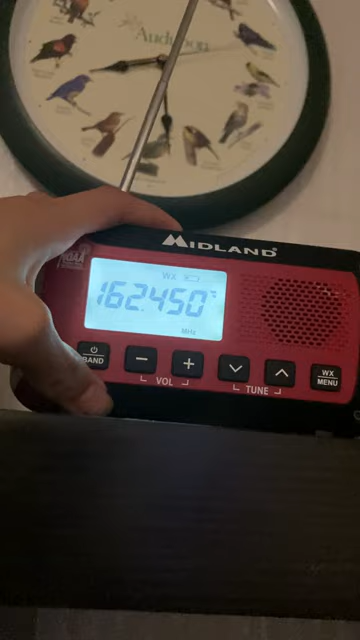 Audubon
MIDLAND
NOAA
WX
162.450
MHz
BAND
− +
VOL
TUNE
WX
MENU